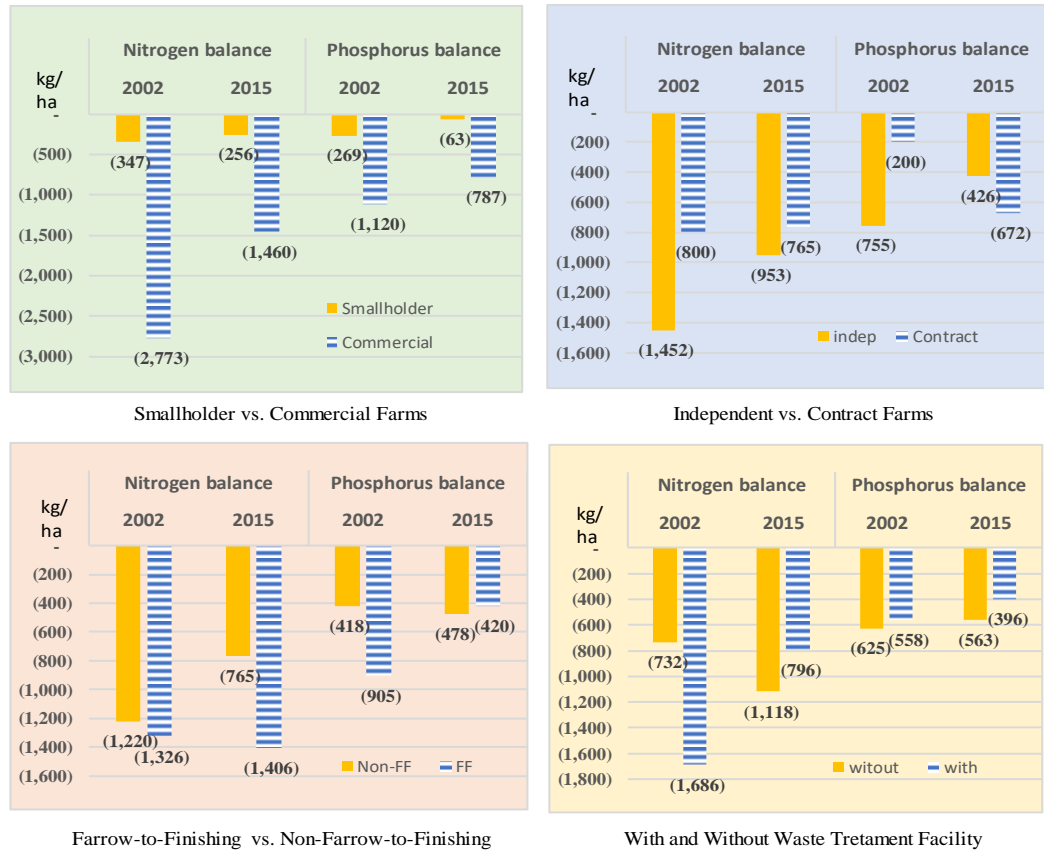 Nitrogen balance Phosphorus balance
kg/
ha
2002 2015 2002 2015
-
(500)
(1,000)
(1,500)
(2,000)
(2,500)
(3,000)
(347) (256) (269) (63)
(2,773) (1,460) (1,120) (787)
Smallholder
Commercial
Smallholder vs. Commercial Farms
Nitrogen balance Phosphorus balance
kg/
ha
2002 2015 2002 2015
-
(200)
(400)
(600)
(800)
(1,000)
(1,200)
(1,400)
(1,600)
(1,452) (953) (755) (426)
(800) (765) (200) (672)
indep Contract
Independent vs. Contract Farms
Nitrogen balance Phosphorus balance
kg/
ha
2002 2015 2002 2015
-
(200)
(400)
(600)
(800)
(1,000)
(1,200)
(1,400)
(1,600)
(1,220) (765) (418) (478)
(1,326) (1,406) (905) (420)
Non-FF FF
Farrow-to-Finishing vs. Non-Farrow-to-Finishing
Nitrogen balance Phosphorus balance
kg/
ha
2002 2015 2002 2015
-
(200)
(400)
(600)
(800)
(1,000)
(1,200)
(1,400)
(1,600)
(1,800)
(732) (1,118) (625) (563)
(1,686) (796) (558) (396)
witout with
With and Without Waste Tretament Facility